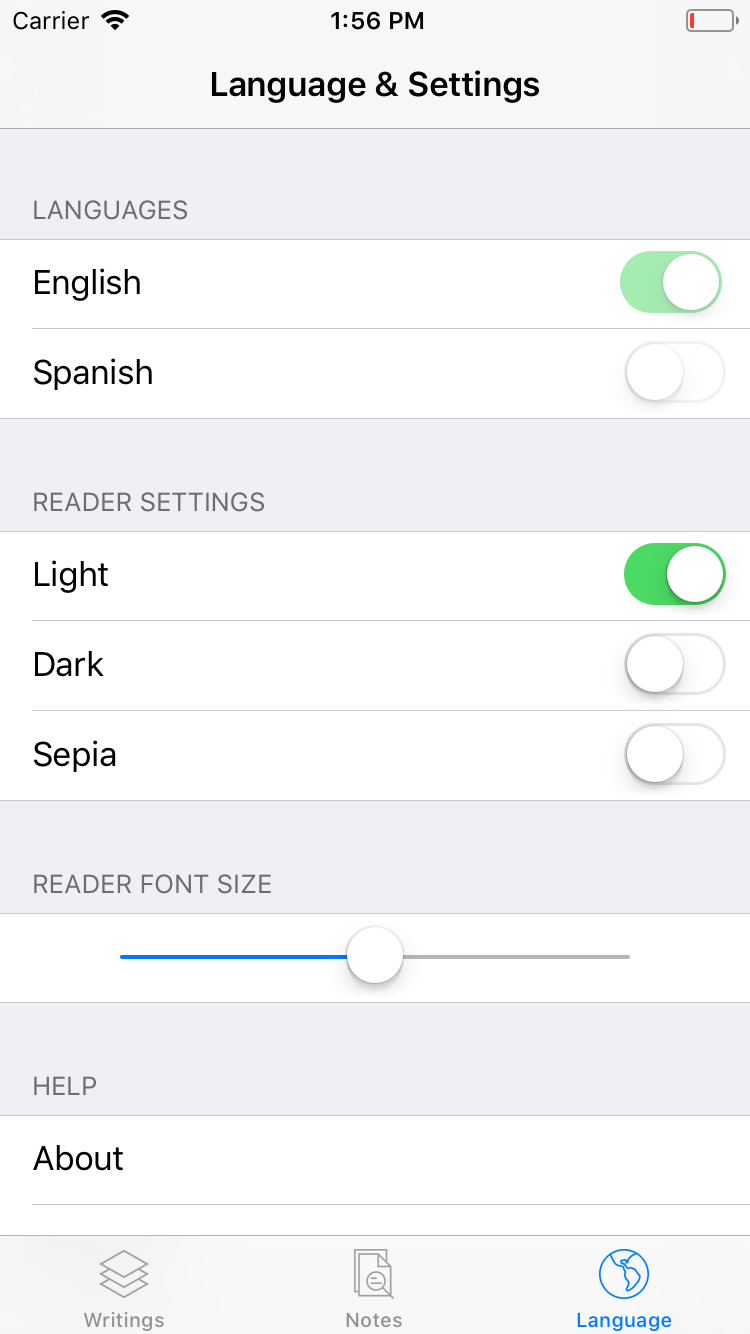 Carrier 1:56 PM
Language & Settings
LANGUAGES
English
Spanish
READER SETTINGS
Light
Dark
Sepia
READER FONT SIZE
HELP
About
Writings Notes Language